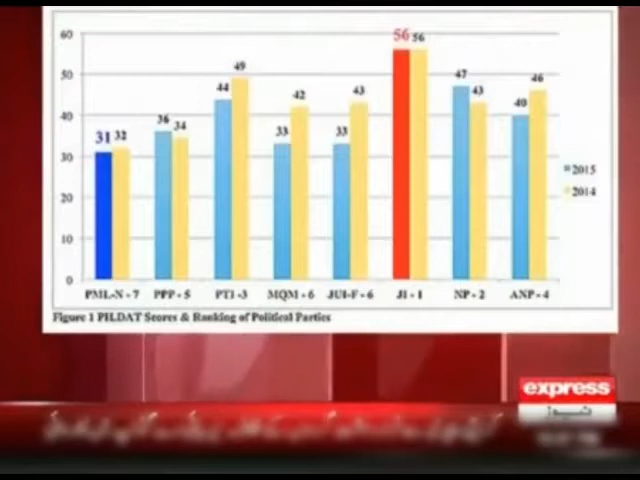 60
50
40
30
20
10
0
31 32 36 34 44 49 33 42 33 43 56 56 47 43 40 46
2015
2014
PML-N - 7 PPP - 5 PTI -3 MQM - 6 JUI-F - 6 JI - 1 NP - 2 ANP - 4
Figure 1 PILDAT Scores & Ranking of Political Parties
express
نیوز